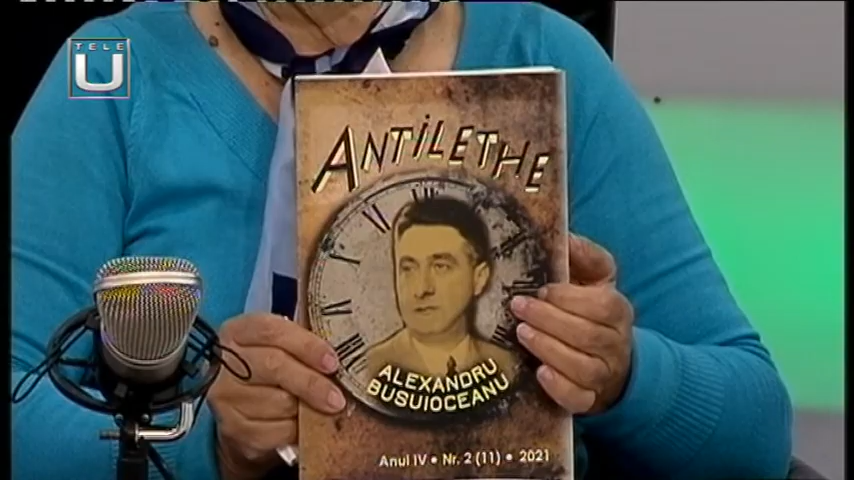 TELE
U
ANTILETHE
ALEXANDRU
BUSUIOCEANU
Anul IV • Nr. 2 (11) • 2021